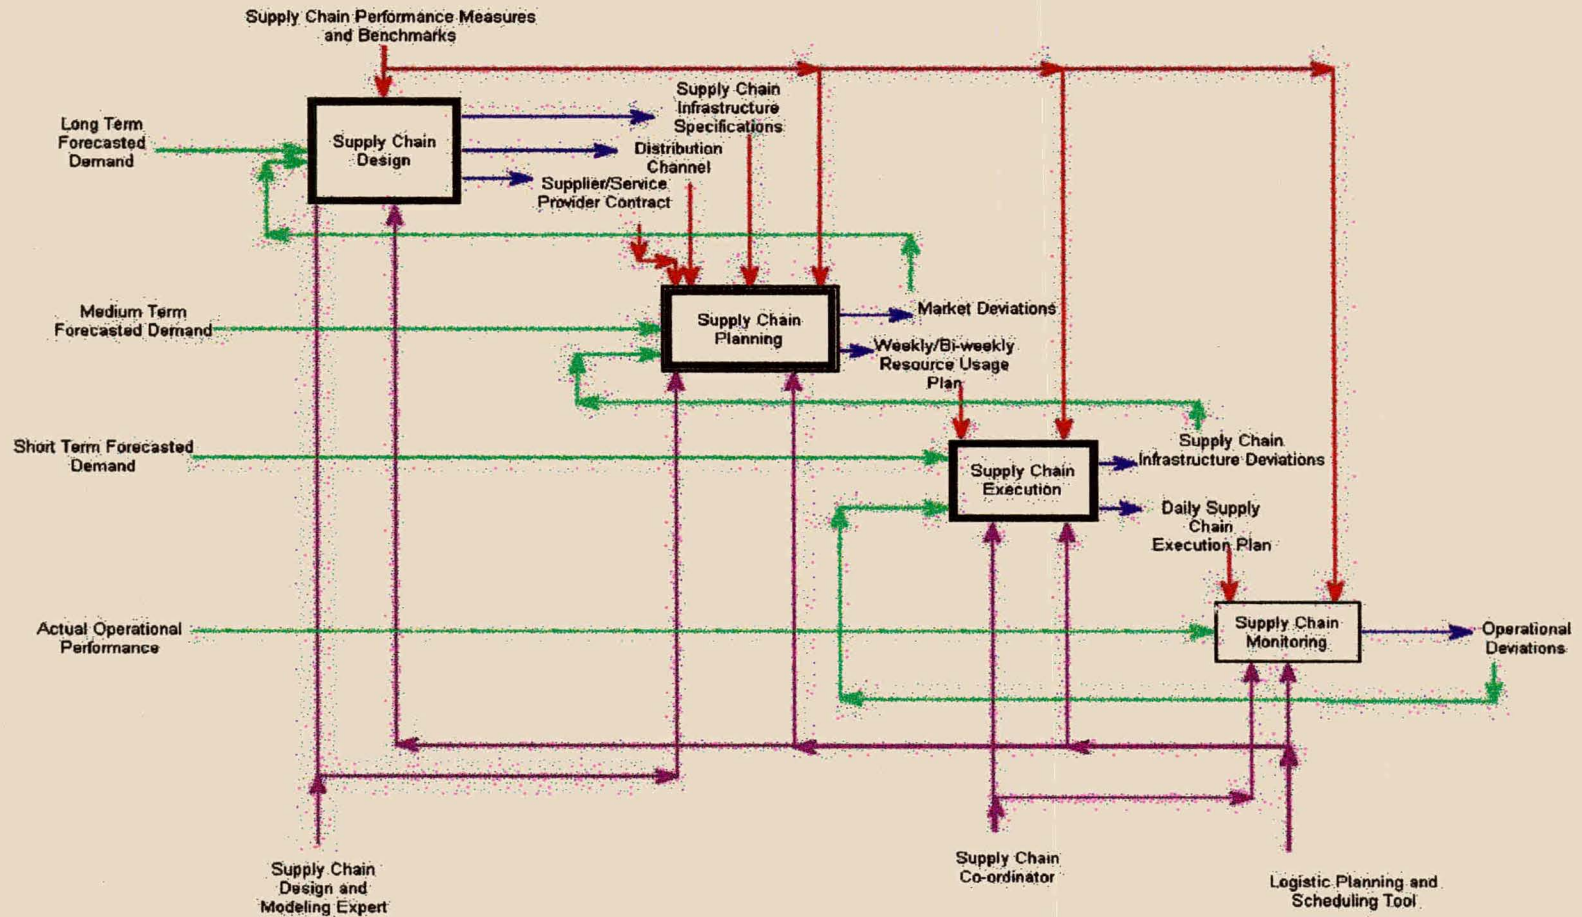 Supply Chain Performance Measures
and Benchmarks
Long Term
Forecasted
Demand
Supply Chain
Design
Supply Chain
Infrastructure
Specifications
Distribution
Channel
Supplier/Service
Provider Contract
Medium Term
Forecasted Demand
Supply Chain
Planning
Market Deviations
Weekly/Bi-weekly
Resource Usage
Plan
Short Term Forecasted
Demand
Supply Chain
Execution
Supply Chain
Infrastructure Deviations
Daily Supply
Chain
Execution Plan
Actual Operational
Performance
Supply Chain
Monitoring
Operational
Deviations
Supply Chain
Design and
Modeling Expert
Supply Chain
Co-ordinator
Logistic Planning and
Scheduling Tool